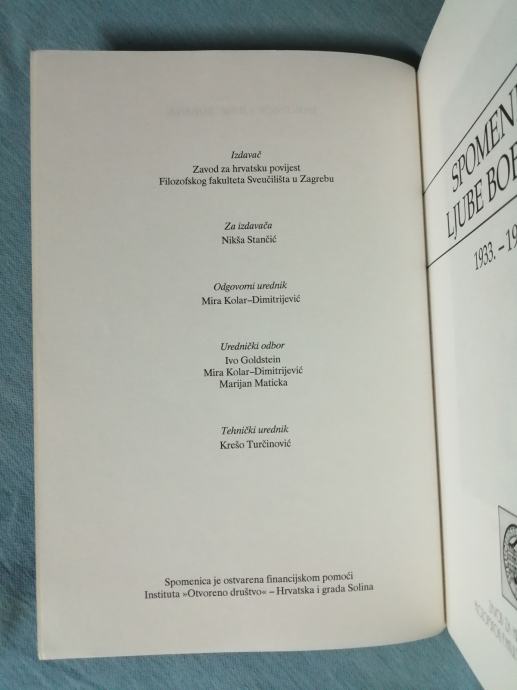 Izdavač
Zavod za hrvatsku povijest
Filozofskog fakulteta Sveučilišta u Zagrebu
Za izdavača
Nikša Stančić
Odgovorni urednik
Mira Kolar–Dimitrijević
Urednički odbor
Ivo Goldstein
Mira Kolar–Dimitrijević
Marijan Maticka
Tehnički urednik
Krešo Turčinović
Spomenica je ostvarena financijskom pomoći
Instituta »Otvoreno društvo« – Hrvatska i grada Solina
SPOMENI
LJUBE BOB
1933. – 19